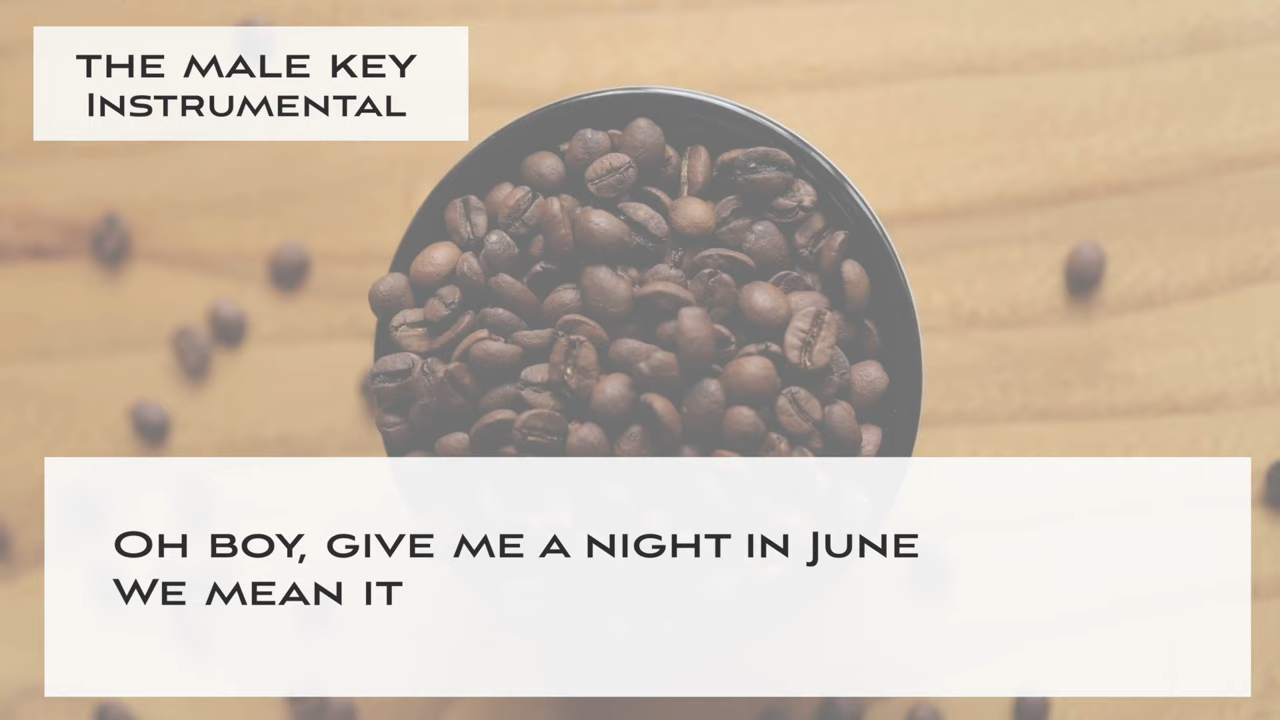 THE MALE KEY
INSTRUMENTAL
OH BOY, GIVE ME A NIGHT IN JUNE
WE MEAN IT